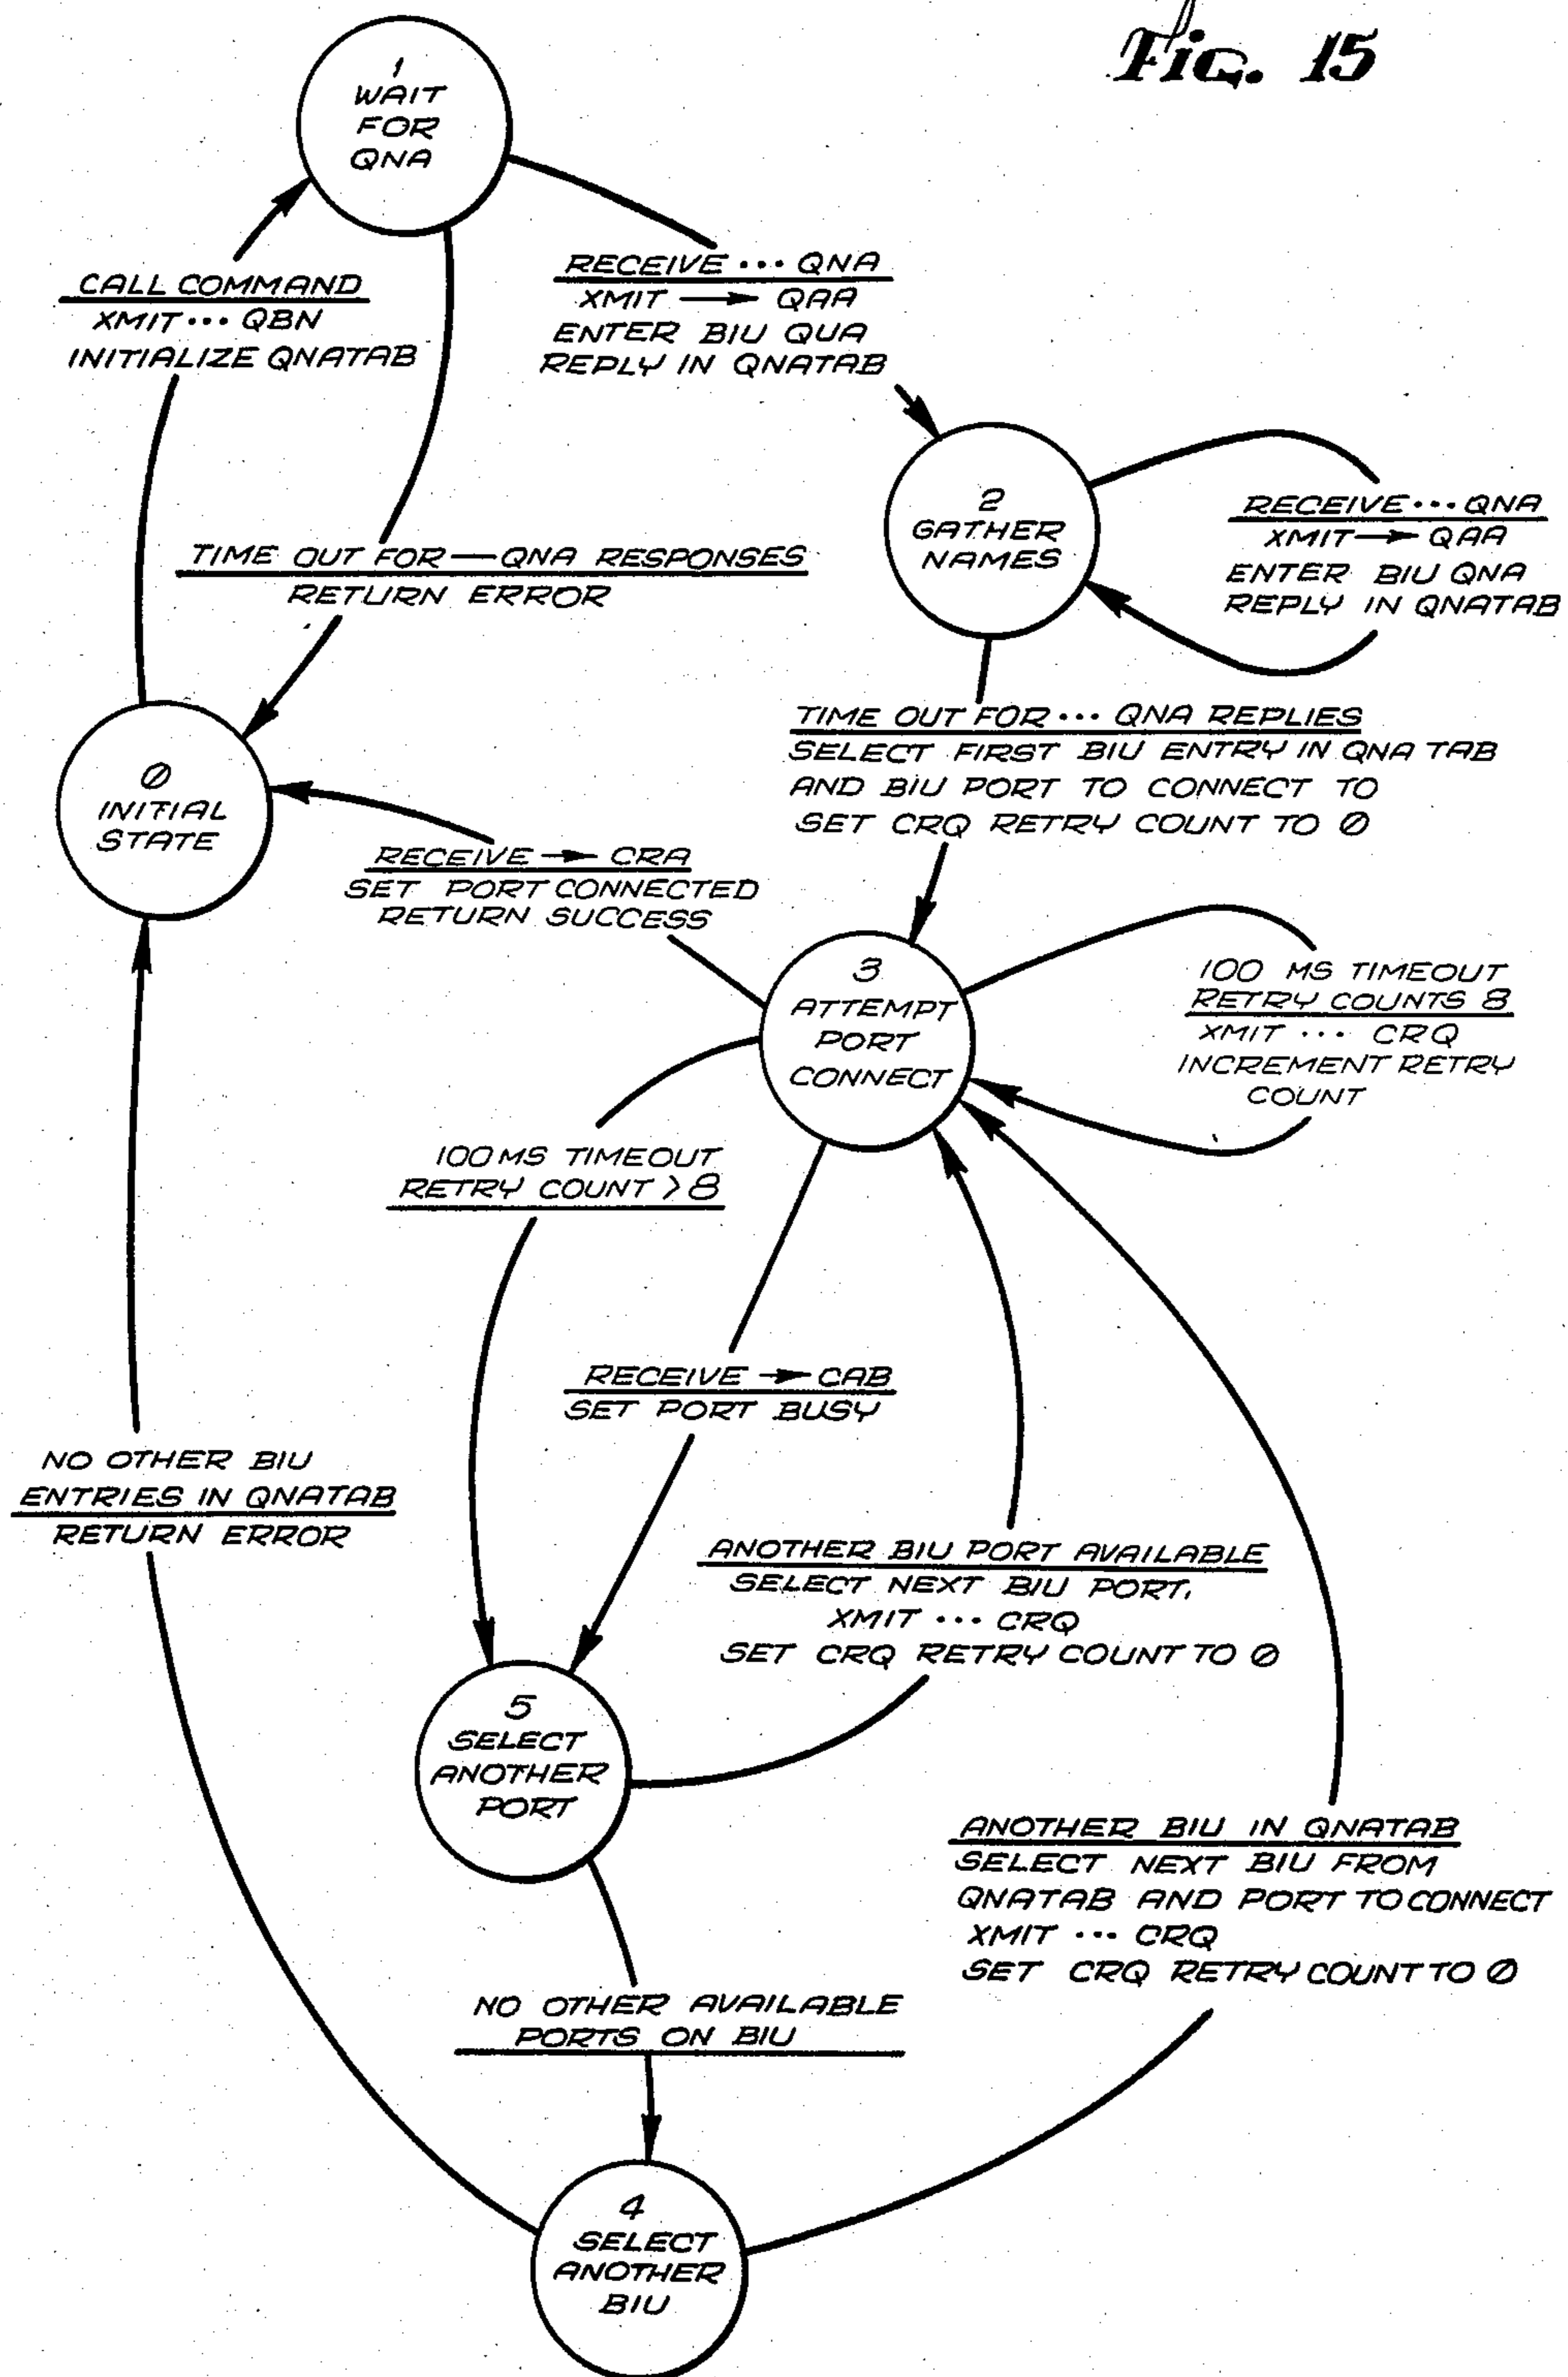 Fig. 15
1
WAIT
FOR
QNA
CALL COMMAND
XMIT ··· QBN
INITIALIZE QNATAB
RECEIVE ··· QNA
XMIT → QAA
ENTER BIU QUA
REPLY IN QNATAB
TIME OUT FOR — QNA RESPONSES
RETURN ERROR
2
GATHER
NAMES
RECEIVE ··· QNA
XMIT → QAA
ENTER BIU QNA
REPLY IN QNATAB
TIME OUT FOR ··· QNA REPLIES
SELECT FIRST BIU ENTRY IN QNA TAB
AND BIU PORT TO CONNECT TO
SET CRQ RETRY COUNT TO Ø
Ø
INITIAL
STATE
RECEIVE → CRA
SET PORT CONNECTED
RETURN SUCCESS
3
ATTEMPT
PORT
CONNECT
100 MS TIMEOUT
RETRY COUNTS 8
XMIT ··· CRQ
INCREMENT RETRY
COUNT
100 MS TIMEOUT
RETRY COUNT > 8
RECEIVE → CAB
SET PORT BUSY
NO OTHER BIU
ENTRIES IN QNATAB
RETURN ERROR
ANOTHER BIU PORT AVAILABLE
SELECT NEXT BIU PORT,
XMIT ··· CRQ
SET CRQ RETRY COUNT TO Ø
5
SELECT
ANOTHER
PORT
ANOTHER BIU IN QNATAB
SELECT NEXT BIU FROM
QNATAB AND PORT TO CONNECT
XMIT ··· CRQ
SET CRQ RETRY COUNT TO Ø
NO OTHER AVAILABLE
PORTS ON BIU
4
SELECT
ANOTHER
BIU